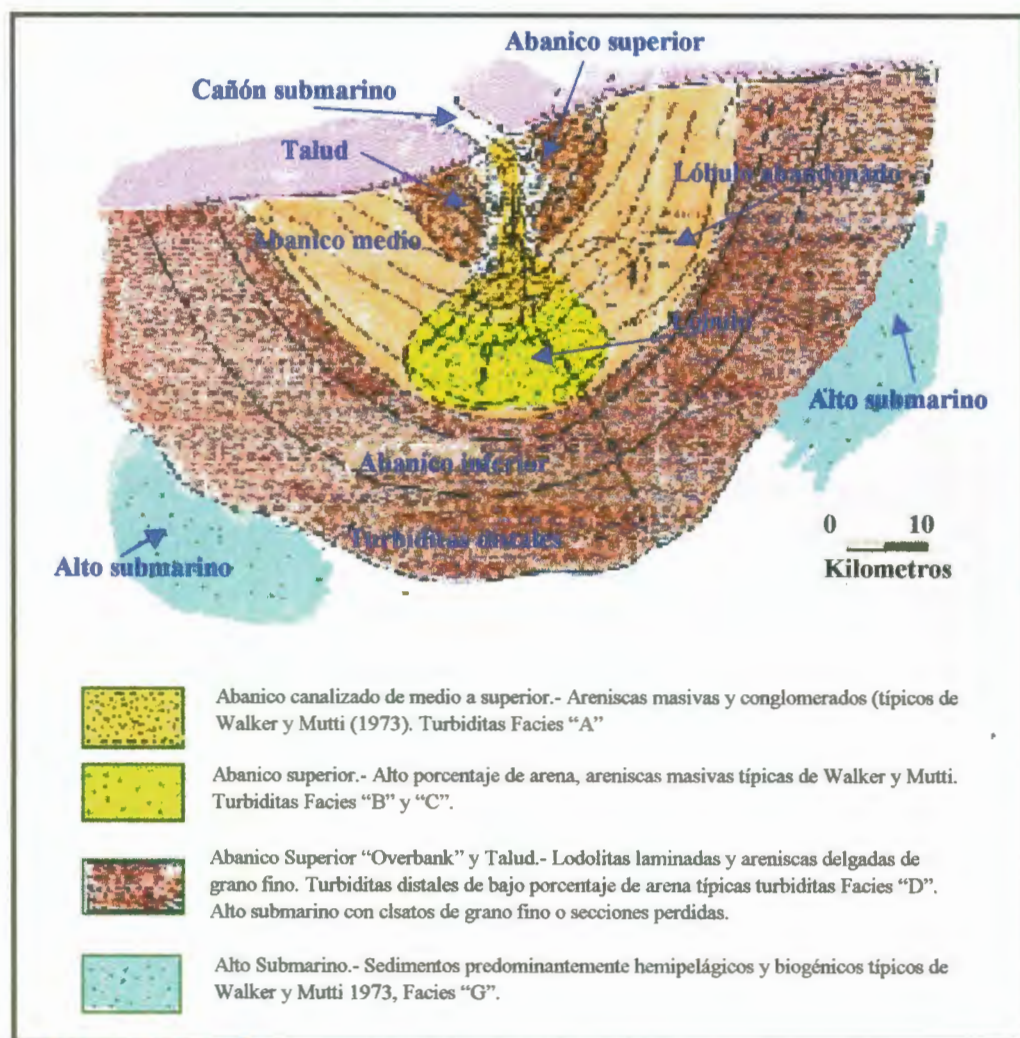 Abanico superior
Cañón submarino
Talud
Lóbulo abandonado
Abanico medio
Lóbulo
Alto submarino
Abanico inferior
Turbiditas distales
0 10
Kilometros
Alto submarino
Abanico canalizado de medio a superior.- Areniscas masivas y conglomerados (típicos de
Walker y Mutti (1973). Turbiditas Facies “A”
Abanico superior.- Alto porcentaje de arena, areniscas masivas típicas de Walker y Mutti.
Turbiditas Facies “B” y “C”.
Abanico Superior “Overbank” y Talud.- Lodolitas laminadas y areniscas delgadas de
grano fino. Turbiditas distales de bajo porcentaje de arena típicas turbiditas Facies “D”.
Alto submarino con clsatos de grano fino o secciones perdidas.
Alto Submarino.- Sedimentos predominantemente hemipelágicos y biogénicos típicos de
Walker y Mutti 1973, Facies “G”.